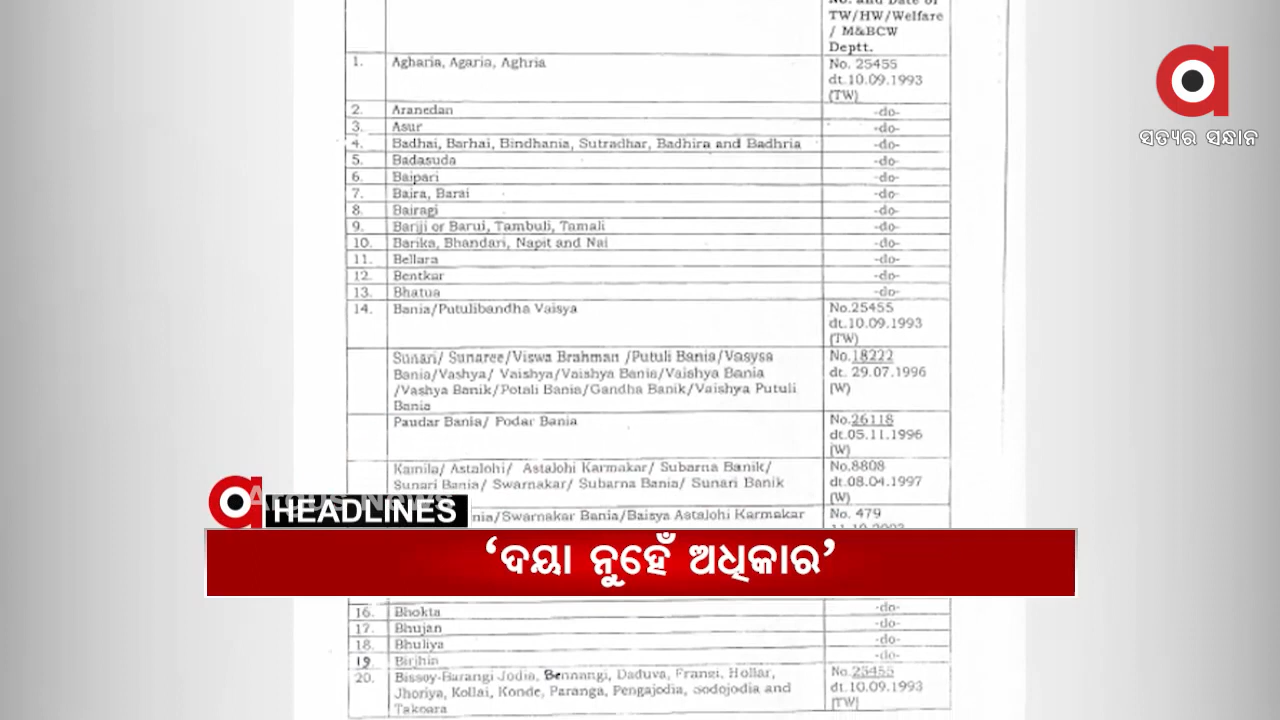 No. and Date of
TW/HW/Welfare
/ M&BCW
Deptt.
1. Agharia, Agaria, Aghria No. 25455
dt.10.09.1993
(TW)
2. Aranedan -do-
3. Asur -do-
4. Badhai, Barhai, Bindhania, Sutradhar, Badhira and Badhria -do-
5. Badasuda -do-
6. Baipari -do-
7. Baira, Barai -do-
8. Bairagi -do-
9. Bariji or Barui, Tambuli, Tamali -do-
10. Barika, Bhandari, Napit and Nai -do-
11. Bellara -do-
12. Bentkar -do-
13. Bhatua -do-
14. Bania/Putulibandha Vaisya No.25455
dt.10.09.1993
(TW)
Sunari/ Sunaree/Viswa Brahman /Putuli Bania/Vasysa No.18222
Bania/Vashya/ Vaishya/Vaishya Bania/Vaishya Bania dt. 29.07.1996
/Vashya Banik/Potali Bania/Gandha Banik/Vaishya Putuli (W)
Bania
Paudar Bania/ Podar Bania No.26118
dt.05.11.1996
(W)
Kamila/ Astalohi/ Astalohi Karmakar/ Subarna Banik/ No.8808
Sunari Bania/ Swarnakar/ Subarna Bania/ Sunari Banik dt.08.04.1997
(W)
nia/Swarnakar Bania/Baisya Astalohi Karmakar No. 479
Argus News
HEADLINES
‘ଦୟା ନୁହେଁ ଅଧିକାର’
16. Bhokta -do-
17. Bhujan -do-
18. Bhuliya -do-
19 Birjhin -do-
20. Bissoy-Barangi Jodia, Bennangi, Daduva, Frangi, Hollar, No.25455
Jhoriya, Kollai, Konde, Paranga, Pengajodia, Sodojodia and dt.10.09.1993
Takoara (TW)
ସତ୍ୟର ସନ୍ଧାନ